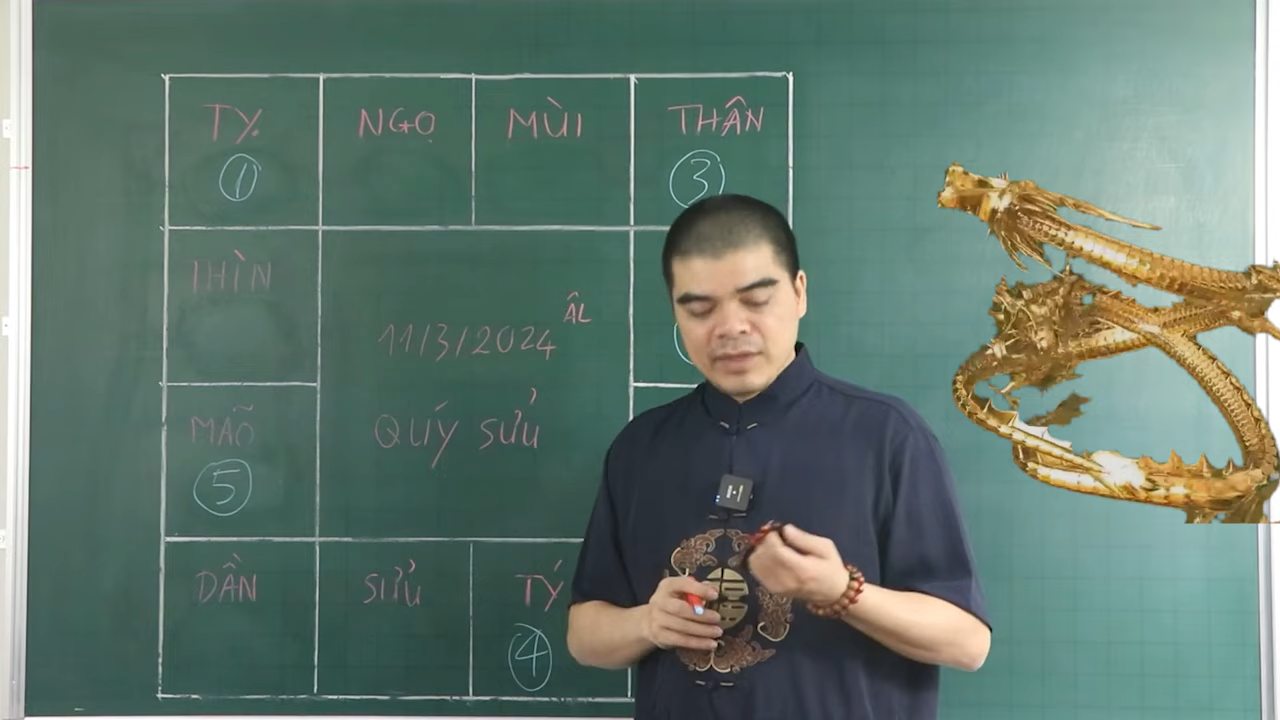 TỴ NGỌ MÙI THÂN
1 3
THÌN
11/3/2024 ÂL
MÃO
QUÝ SỬU
5
DẦN SỬU TÝ
4